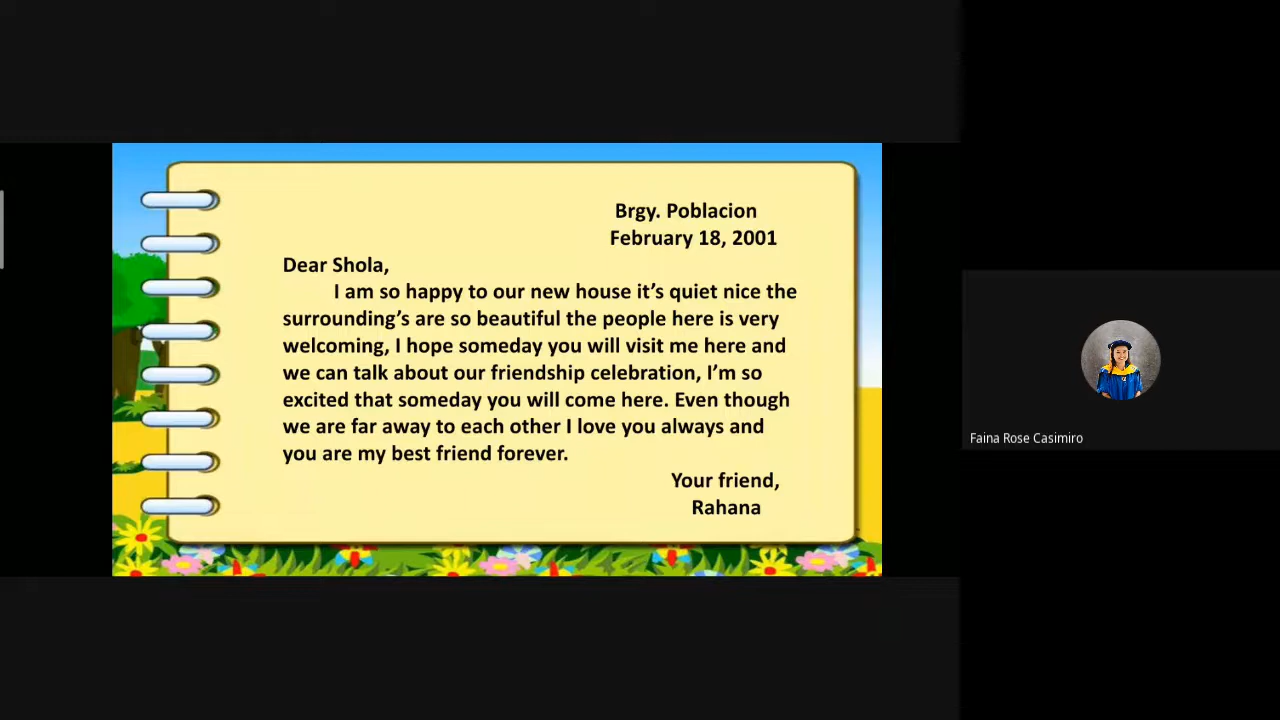 Brgy. Poblacion
February 18, 2001
Dear Shola,
I am so happy to our new house it’s quiet nice the
surrounding’s are so beautiful the people here is very
welcoming, I hope someday you will visit me here and
we can talk about our friendship celebration, I’m so
excited that someday you will come here. Even though
we are far away to each other I love you always and
you are my best friend forever.
Your friend,
Rahana
Faina Rose Casimiro